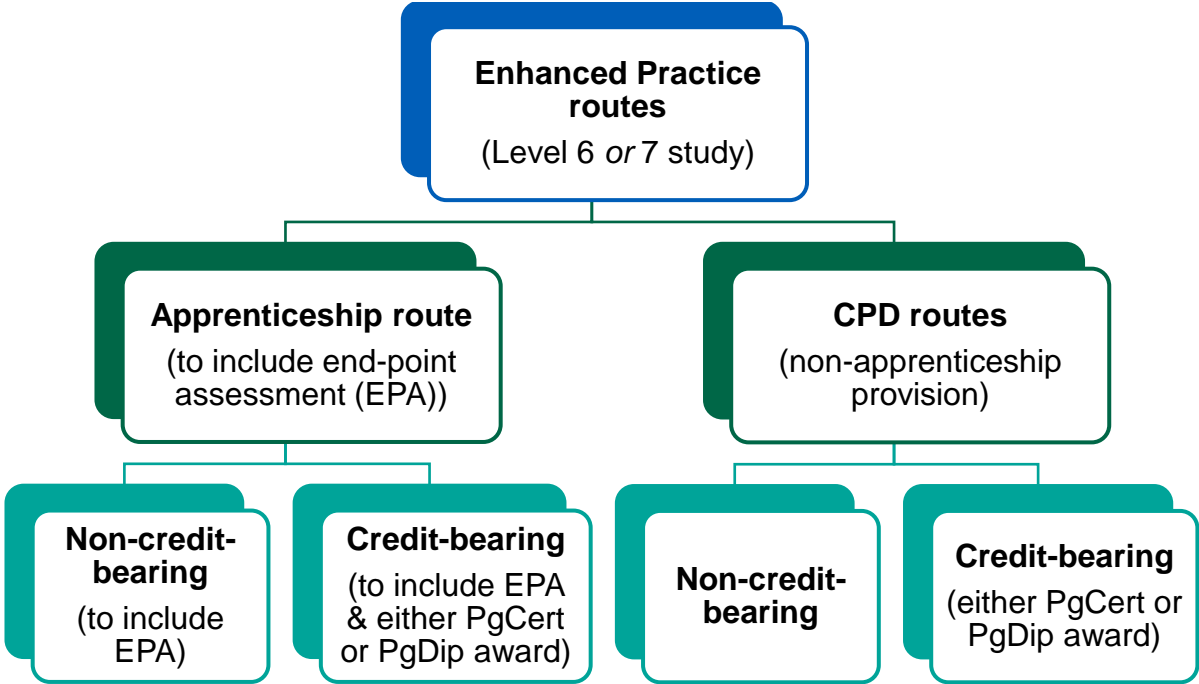 Enhanced Practice
routes
(Level 6 or 7 study)
Apprenticeship route
(to include end-point
assessment (EPA))
CPD routes
(non-apprenticeship
provision)
Non-credit-
bearing
(to include
EPA)
Credit-bearing
(to include EPA
& either PgCert
or PgDip award)
Non-credit-
bearing
Credit-bearing
(either PgCert or
PgDip award)